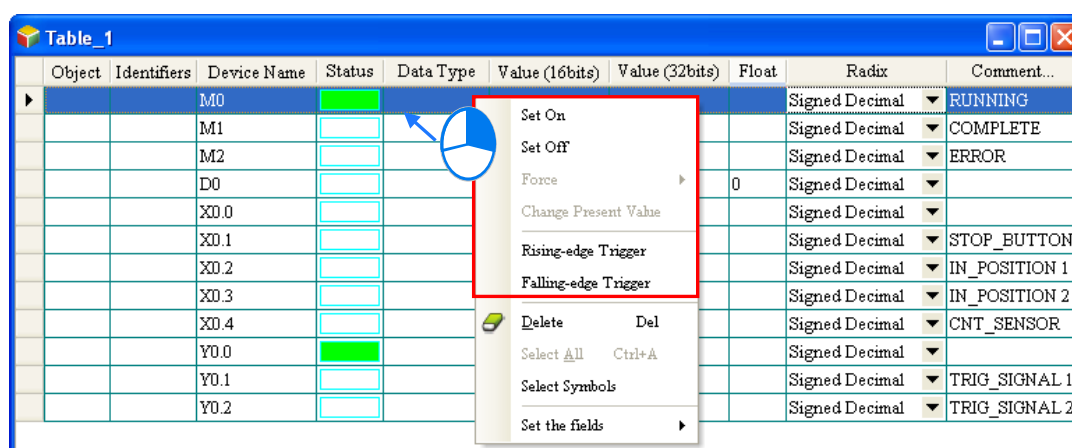 Table_1
Object Identifiers Device Name Status Data Type Value (16bits) Value (32bits) Float Radix Comment...
M0 Signed Decimal RUNNING
M1 Signed Decimal COMPLETE
M2 Signed Decimal ERROR
D0 0 Signed Decimal
X0.0 Signed Decimal
X0.1 Signed Decimal STOP_BUTTON
X0.2 Signed Decimal IN_POSITION 1
X0.3 Signed Decimal IN_POSITION 2
X0.4 Signed Decimal CNT_SENSOR
Y0.0 Signed Decimal
Y0.1 Signed Decimal TRIG_SIGNAL 1
Y0.2 Signed Decimal TRIG_SIGNAL 2
Set On
Set Off
Force
Change Present Value
Rising-edge Trigger
Falling-edge Trigger
Delete Del
Select All Ctrl+A
Select Symbols
Set the fields